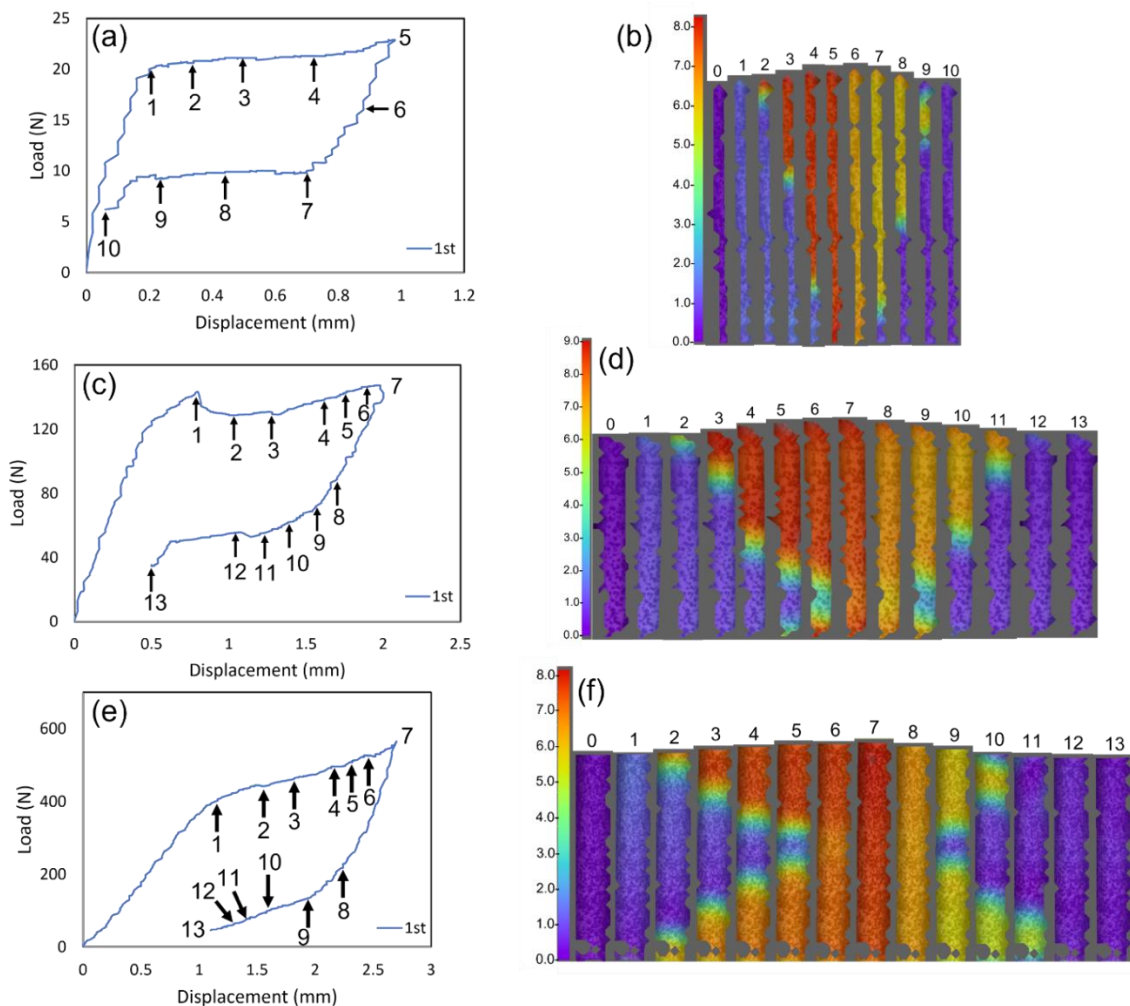 (a)
25
20
15
10
5
0
Load (N)
1 2 3 4 5
6
7
8
9
10
1st
0 0.2 0.4 0.6 0.8 1 1.2
Displacement (mm)
(b)
8.0
7.0
6.0
5.0
4.0
3.0
2.0
1.0
0.0
0 1 2 3 4 5 6 7 8 9 10
(c)
160
120
80
40
0
Load (N)
1 2 3 4 5 6 7
8
9
10
11
12
13
1st
0 0.5 1 1.5 2 2.5
Displacement (mm)
(d)
9.0
8.0
7.0
6.0
5.0
4.0
3.0
2.0
1.0
0.0
0 1 2 3 4 5 6 7 8 9 10 11 12 13
(e)
600
400
200
0
Load (N)
1 2 3 4 5 6 7
8
9
10
11
12
13
1st
0 0.5 1 1.5 2 2.5 3
Displacement (mm)
(f)
8.0
7.0
6.0
5.0
4.0
3.0
2.0
1.0
0.0
0 1 2 3 4 5 6 7 8 9 10 11 12 13